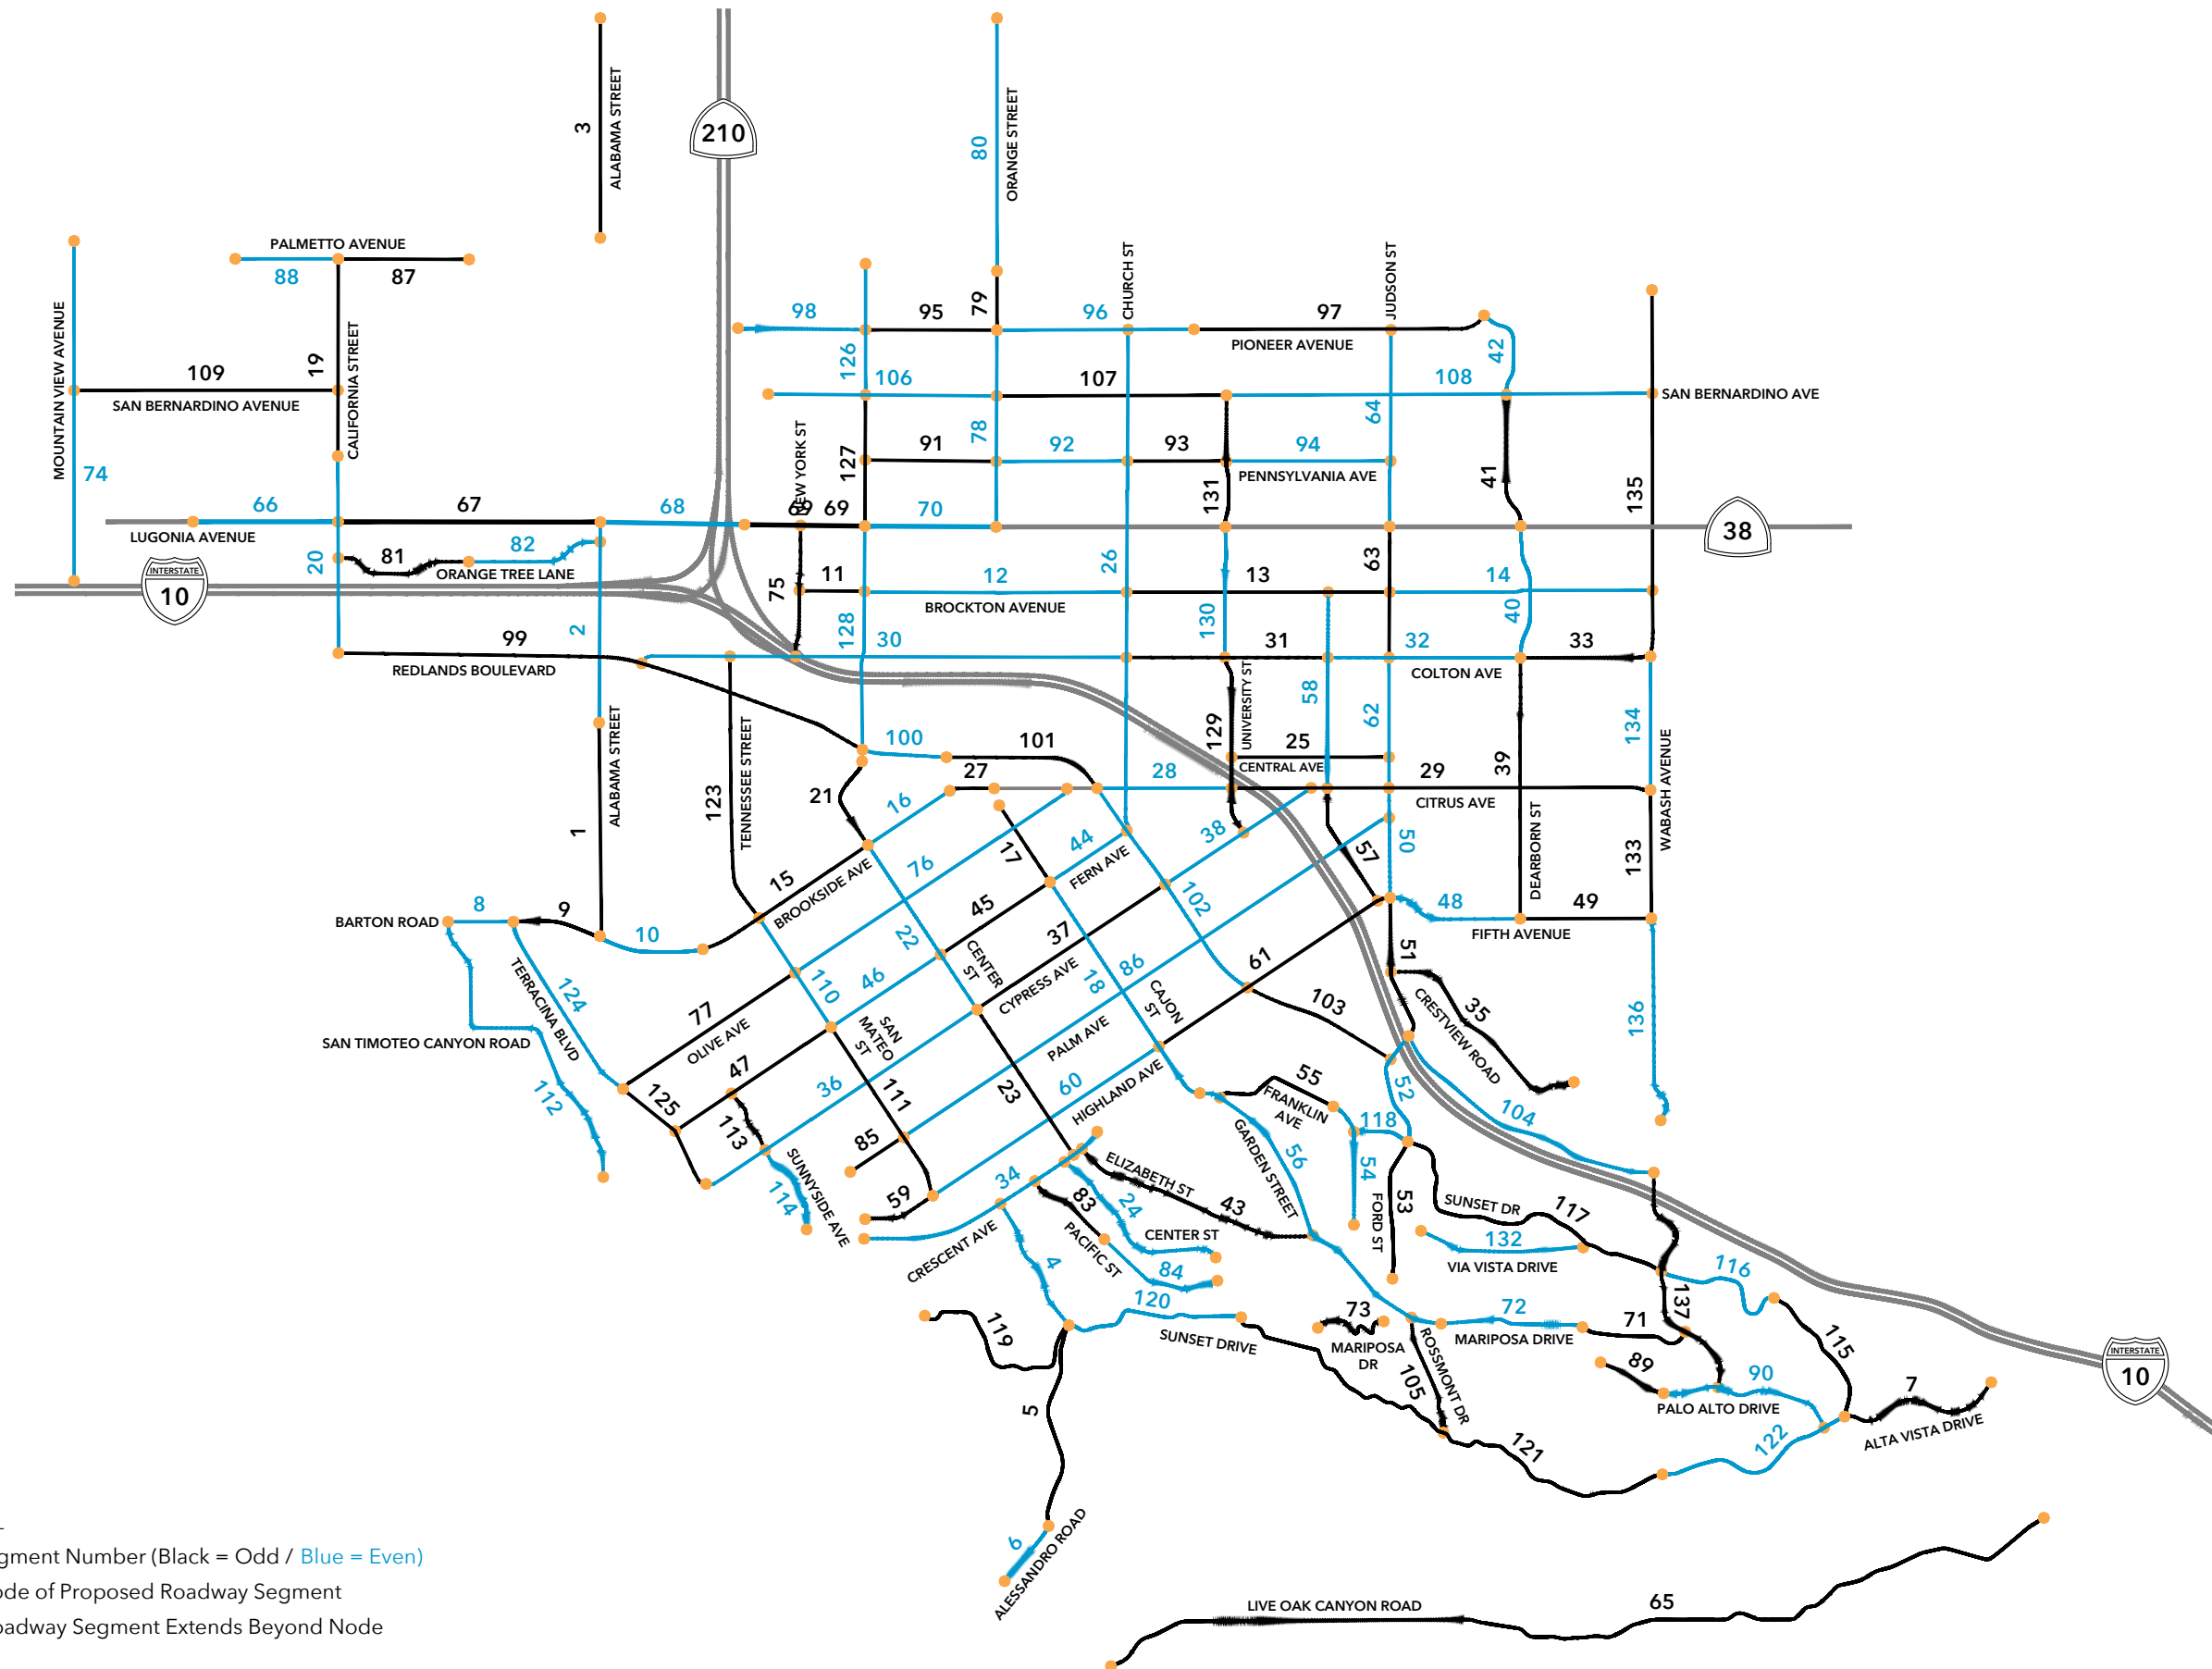 3
ALABAMA STREET
210
80
ORANGE STREET
PALMETTO AVENUE
88
87
MOUNTAIN VIEW AVENUE
74
19
CALIFORNIA STREET
109
SAN BERNARDINO AVENUE
98
95
79
96
CHURCH ST
97
PIONEER AVENUE
JUDSON ST
42
126
106
107
108
SAN BERNARDINO AVE
64
78
127
91
92
93
94
PENNSYLVANIA AVE
NEW YORK ST
131
41
135
66
67
68
69
69
70
38
LUGONIA AVENUE
INTERSTATE
10
20
81
82
ORANGE TREE LANE
26
63
75
11
12
13
14
BROCKTON AVENUE
2
128
130
40
99
REDLANDS BOULEVARD
30
31
32
33
COLTON AVE
UNIVERSITY ST
58
62
134
WABASH AVENUE
129
25
CENTRAL AVE
39
ALABAMA STREET
1
123
TENNESSEE STREET
100
101
27
28
29
CITRUS AVE
21
16
17
44
FERN AVE
38
50
57
DEARBORN ST
133
15
BROOKSIDE AVE
76
102
8
BARTON ROAD
9
10
45
37
48
49
FIFTH AVENUE
22
CENTER
ST
CYPRESS AVE
18
86
CAJON
ST
61
51
35
CRESTVIEW ROAD
136
TERRACINA BLVD
124
SAN TIMOTEO CANYON ROAD
112
77
OLIVE AVE
110
46
SAN
MATEO
ST
PALM AVE
103
47
125
36
111
23
60
HIGHLAND AVE
113
85
SUNNYSIDE AVE
114
55
FRANKLIN
AVE
118
52
104
GARDEN STREET
56
54
FORD ST
53
59
34
CRESCENT AVE
83
PACIFIC ST
24
ELIZABETH ST
43
CENTER ST
84
4
SUNSET DR
117
132
VIA VISTA DRIVE
116
137
119
120
SUNSET DRIVE
73
MARIPOSA
DR
72
71
MARIPOSA DRIVE
ROSSMONT DR
105
115
INTERSTATE
10
89
90
PALO ALTO DRIVE
7
ALTA VISTA DRIVE
5
121
122
6
ALESSANDRO ROAD
gment Number (Black = Odd / Blue = Even)
ode of Proposed Roadway Segment
oadway Segment Extends Beyond Node
LIVE OAK CANYON ROAD
65